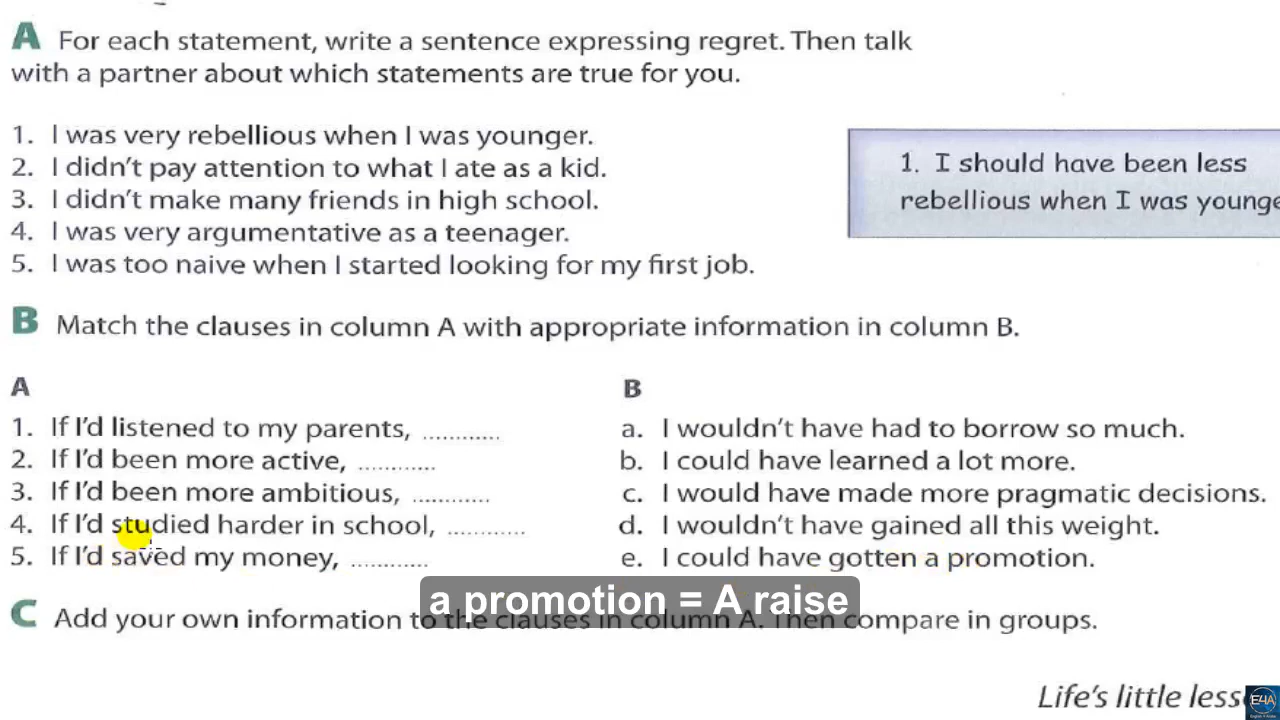 A For each statement, write a sentence expressing regret. Then talk
with a partner about which statements are true for you.
1. I was very rebellious when I was younger.
2. I didn't pay attention to what I ate as a kid.
3. I didn't make many friends in high school.
4. I was very argumentative as a teenager.
5. I was too naive when I started looking for my first job.
1. I should have been less
rebellious when I was younge
B Match the clauses in column A with appropriate information in column B.
A
1. If I'd listened to my parents, ............
2. If I'd been more active, ............
3. If I'd been more ambitious, ............
4. If I'd studied harder in school, ............
5. If I'd saved my money, ............
B
a. I wouldn't have had to borrow so much.
b. I could have learned a lot more.
c. I would have made more pragmatic decisions.
d. I wouldn't have gained all this weight.
e. I could have gotten a promotion.
a promotion = A raise
C Add your own information to the clauses in column A. Then compare in groups.
Life's little less
E4A